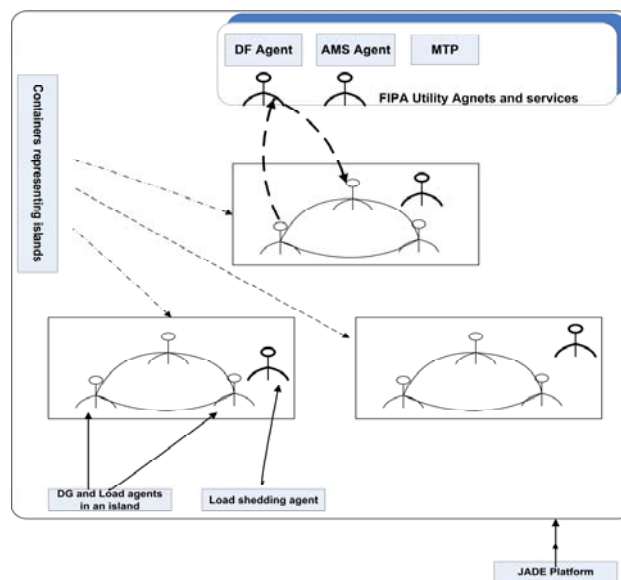 DF Agent
AMS Agent
MTP
FIPA Utility Agnets and services
Containers representing
islands
DG and Load agents
in an island
Load shedding agent
JADE Platform